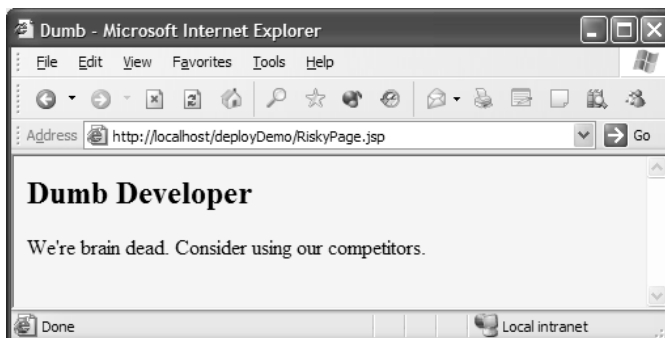 Dumb - Microsoft Internet Explorer
File Edit View Favorites Tools Help
Address http://localhost/deployDemo/RiskyPage.jsp Go
Dumb Developer
We're brain dead. Consider using our competitors.
Done Local intranet